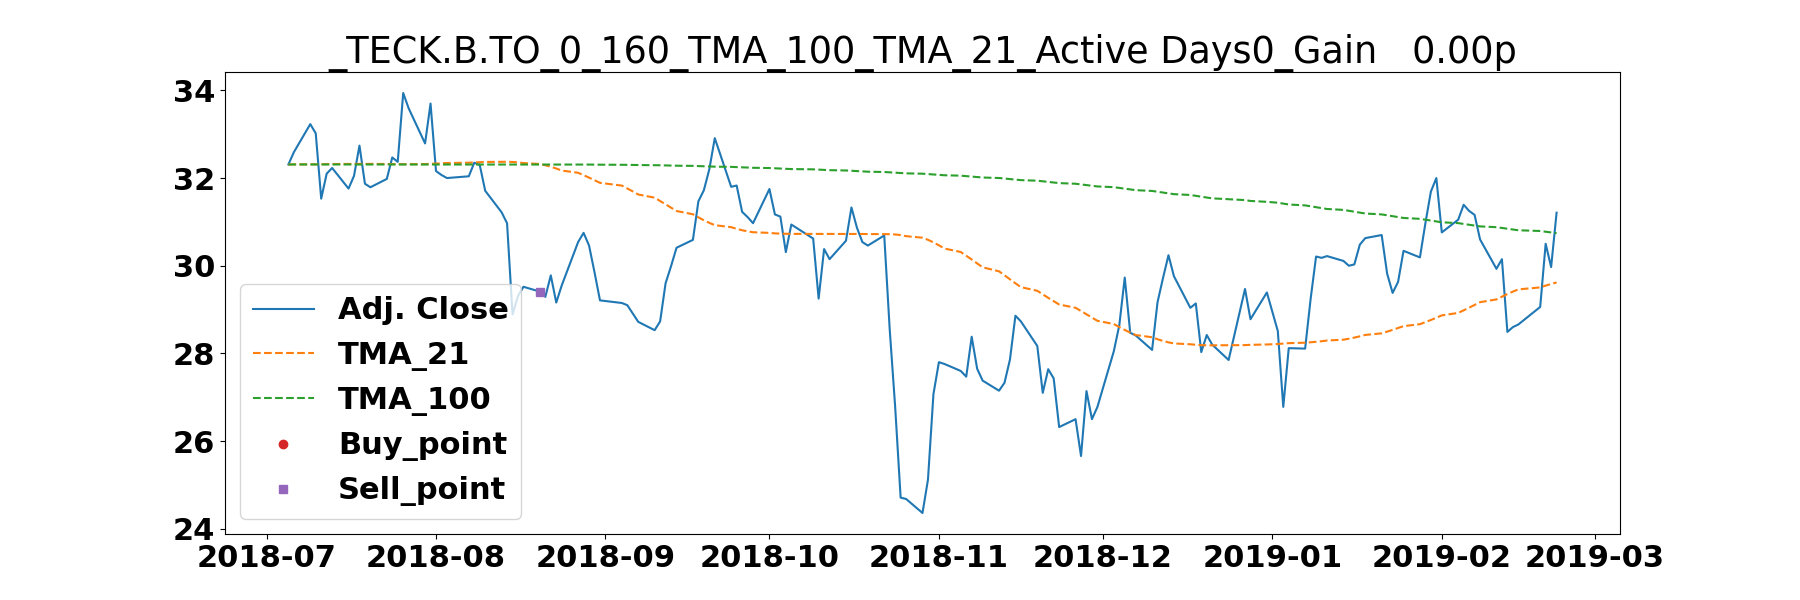 _TECK.B.TO_0_160_TMA_100_TMA_21_Active Days0_Gain   0.00p
34
32
30
28
26
24
Adj. Close
TMA_21
TMA_100
Buy_point
Sell_point
2018-07 2018-08 2018-09 2018-10 2018-11 2018-12 2019-01 2019-02 2019-03